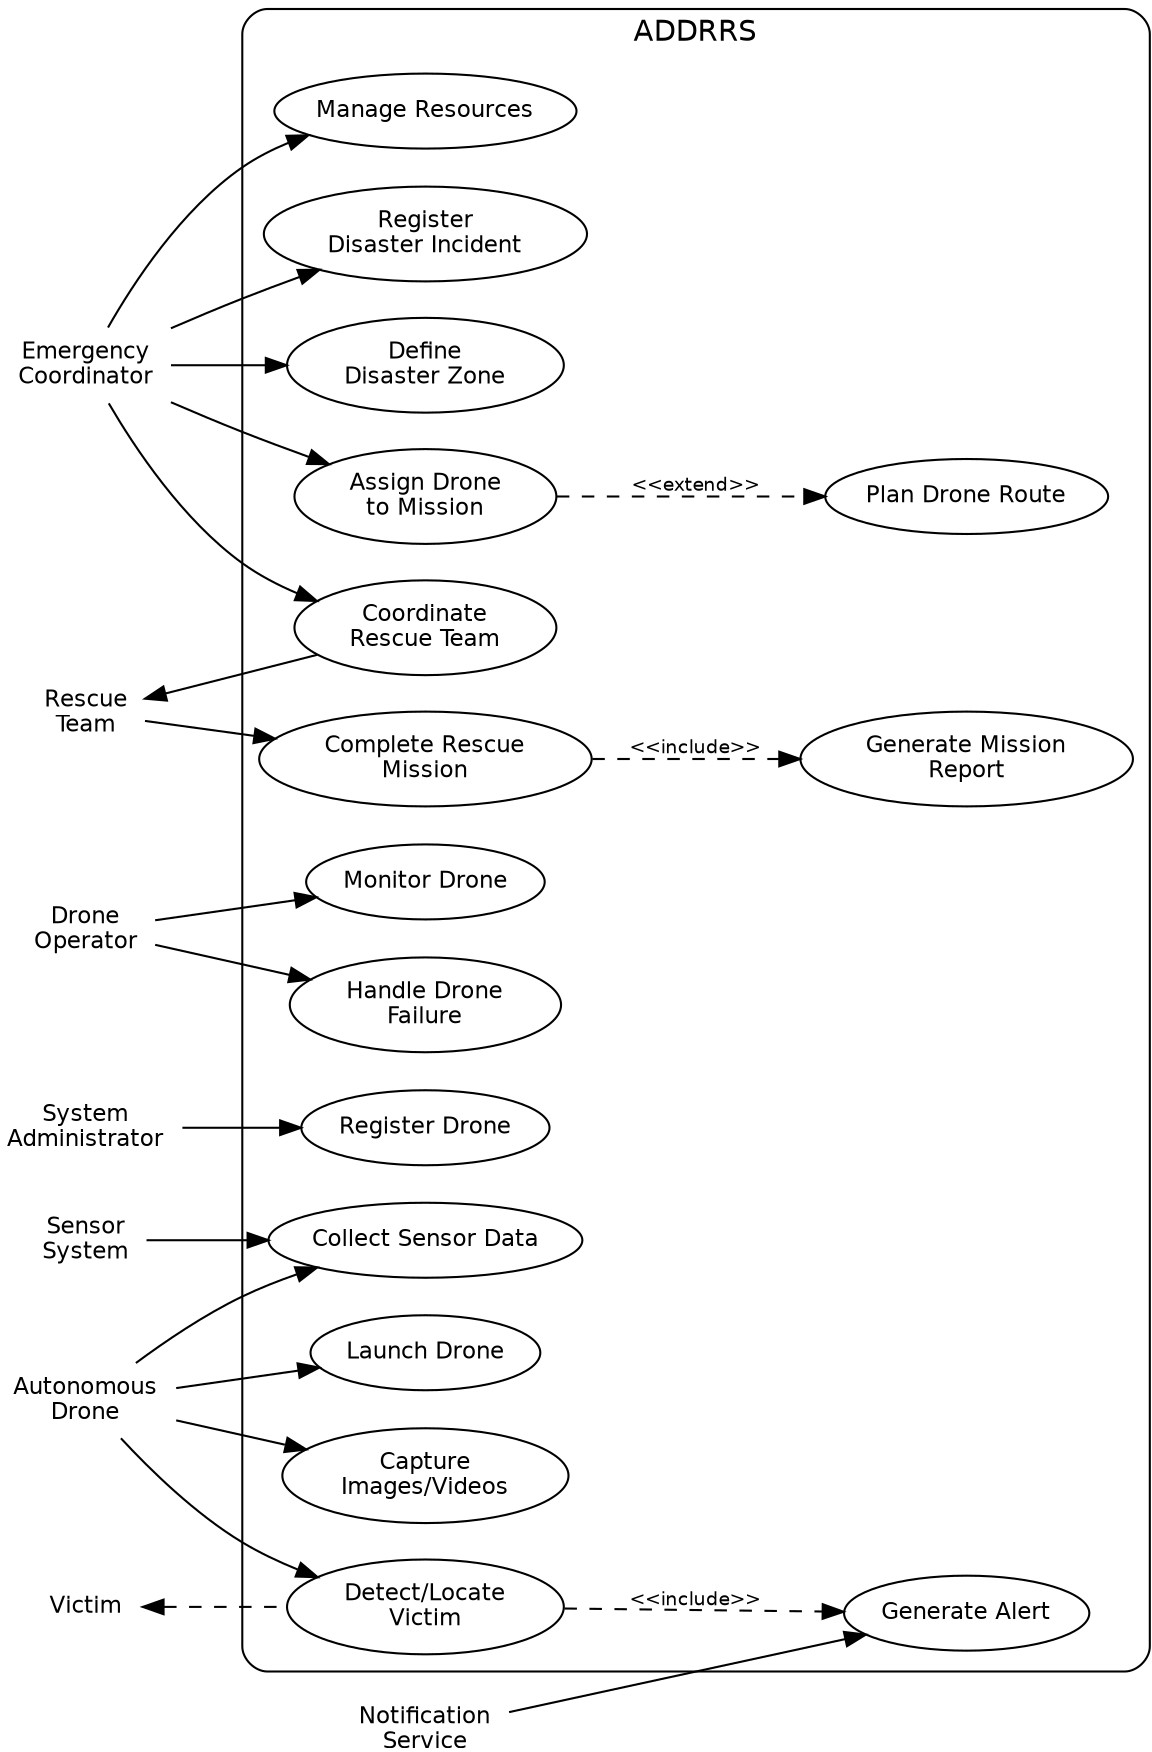 ADDRRS
Manage Resources
Register
Disaster Incident
Emergency
Coordinator
Define
Disaster Zone
Assign Drone
to Mission
<<extend>>
Plan Drone Route
Coordinate
Rescue Team
Rescue
Team
Complete Rescue
Mission
<<include>>
Generate Mission
Report
Monitor Drone
Drone
Operator
Handle Drone
Failure
System
Administrator
Register Drone
Sensor
System
Collect Sensor Data
Launch Drone
Autonomous
Drone
Capture
Images/Videos
Victim
Detect/Locate
Victim
<<include>>
Generate Alert
Notification
Service